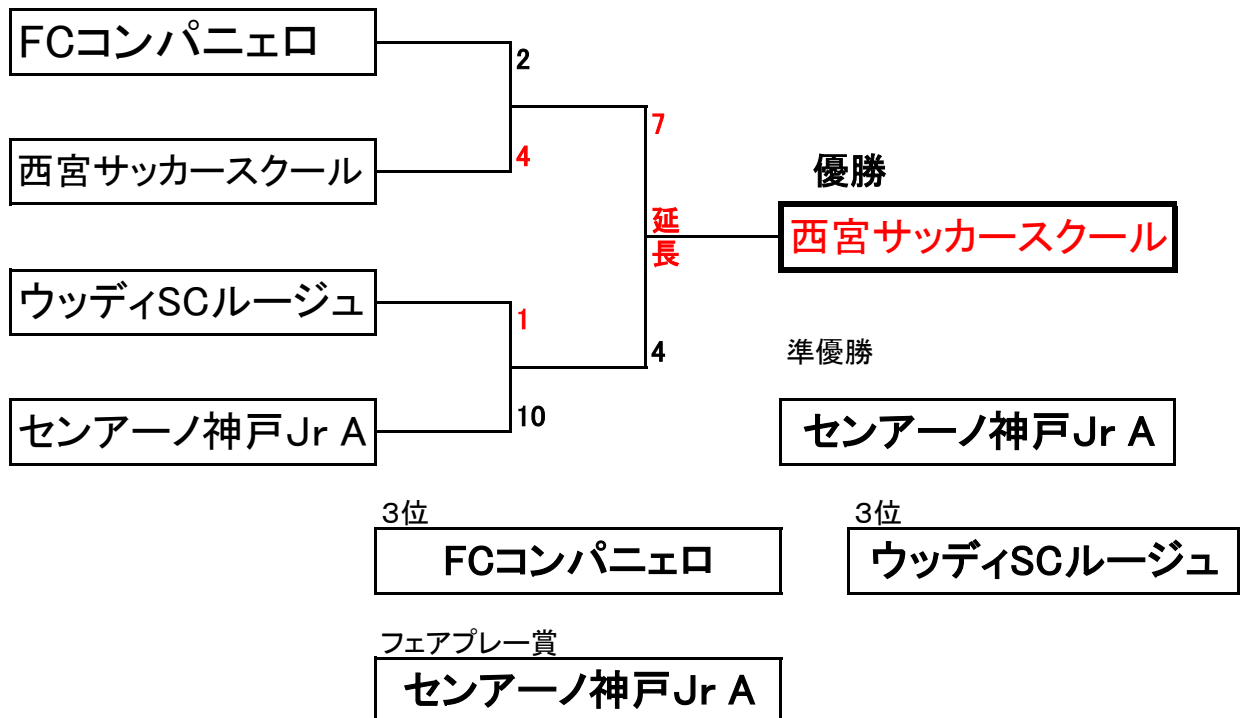 FCコンパニェロ
2
7
4
西宮サッカースクール
優勝
延
長
西宮サッカースクール
ウッディSCルージュ
1
4
準優勝
10
センアーノ神戸Jr A
センアーノ神戸Jr A
3位
3位
FCコンパニェロ
ウッディSCルージュ
フェアプレー賞
センアーノ神戸Jr A